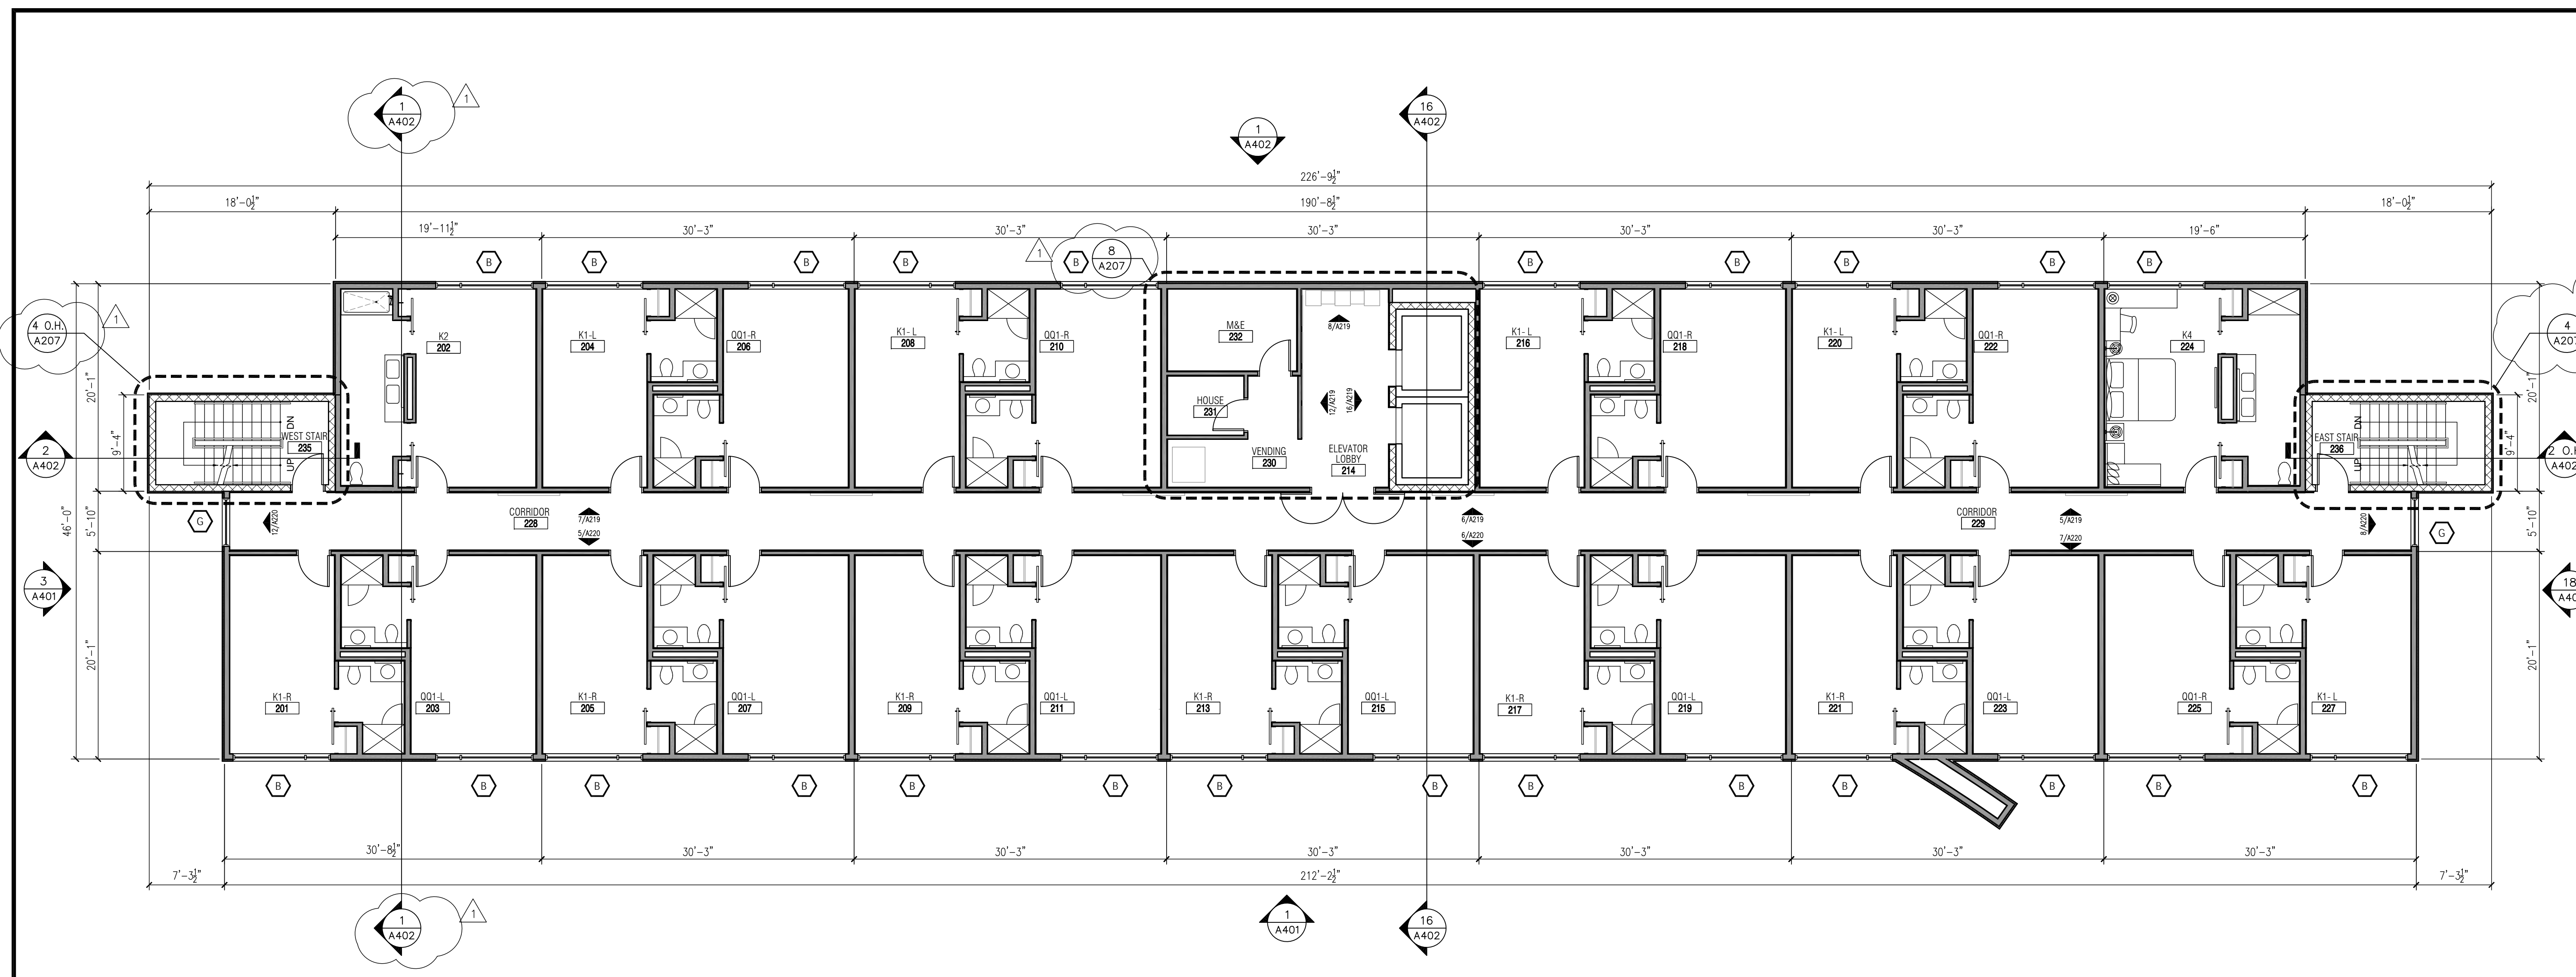 1
A402
1
16
A402
1
A402
226'-9½"
18'-0½"
190'-8½"
18'-0½"
19'-11½"
30'-3"
30'-3"
30'-3"
30'-3"
30'-3"
19'-6"
B
B
B
B
1
8
A207
B
B
B
B
B
B
4 O.H.
A207
1
4
K2
202
K1-L
204
QQ1-R
206
K1-L
208
QQ1-R
210
M&E
232
8/A219
K1-L
216
QQ1-R
218
K1-L
220
QQ1-R
222
K4
224
20'-1"
20'-1"
HOUSE
231
12/A219
16/A219
9'-4"
WEST STAIR
235
DN
UP
VENDING
230
ELEVATOR
LOBBY
214
EAST STAIR
236
DN
UP
9'-4"
2
A402
2 O.H.
A402
46'-0"
5'-10"
G
12/A220
CORRIDOR
228
7/A219
5/A220
6/A219
6/A220
CORRIDOR
229
5/A219
7/A220
8/A220
G
5'-10"
3
A401
18
20'-1"
20'-1"
K1-R
201
QQ1-L
203
K1-R
205
QQ1-L
207
K1-R
209
QQ1-L
211
K1-R
213
QQ1-L
215
K1-R
217
QQ1-L
219
K1-R
221
QQ1-L
223
QQ1-R
225
K1-L
227
B
B
B
B
B
B
B
B
B
B
B
B
B
B
30'-8½"
30'-3"
30'-3"
30'-3"
30'-3"
30'-3"
30'-3"
7'-3½"
212'-2½"
7'-3½"
1
A402
1
1
A401
16
A402